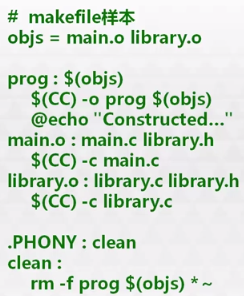 # makefile样本
objs = main.o library.o
prog : $(objs)
$(CC) -o prog $(objs)
@echo "Constructed..."
main.o : main.c library.h
$(CC) -c main.c
library.o : library.c library.h
$(CC) -c library.c
.PHONY : clean
clean :
rm -f prog $(objs) *~